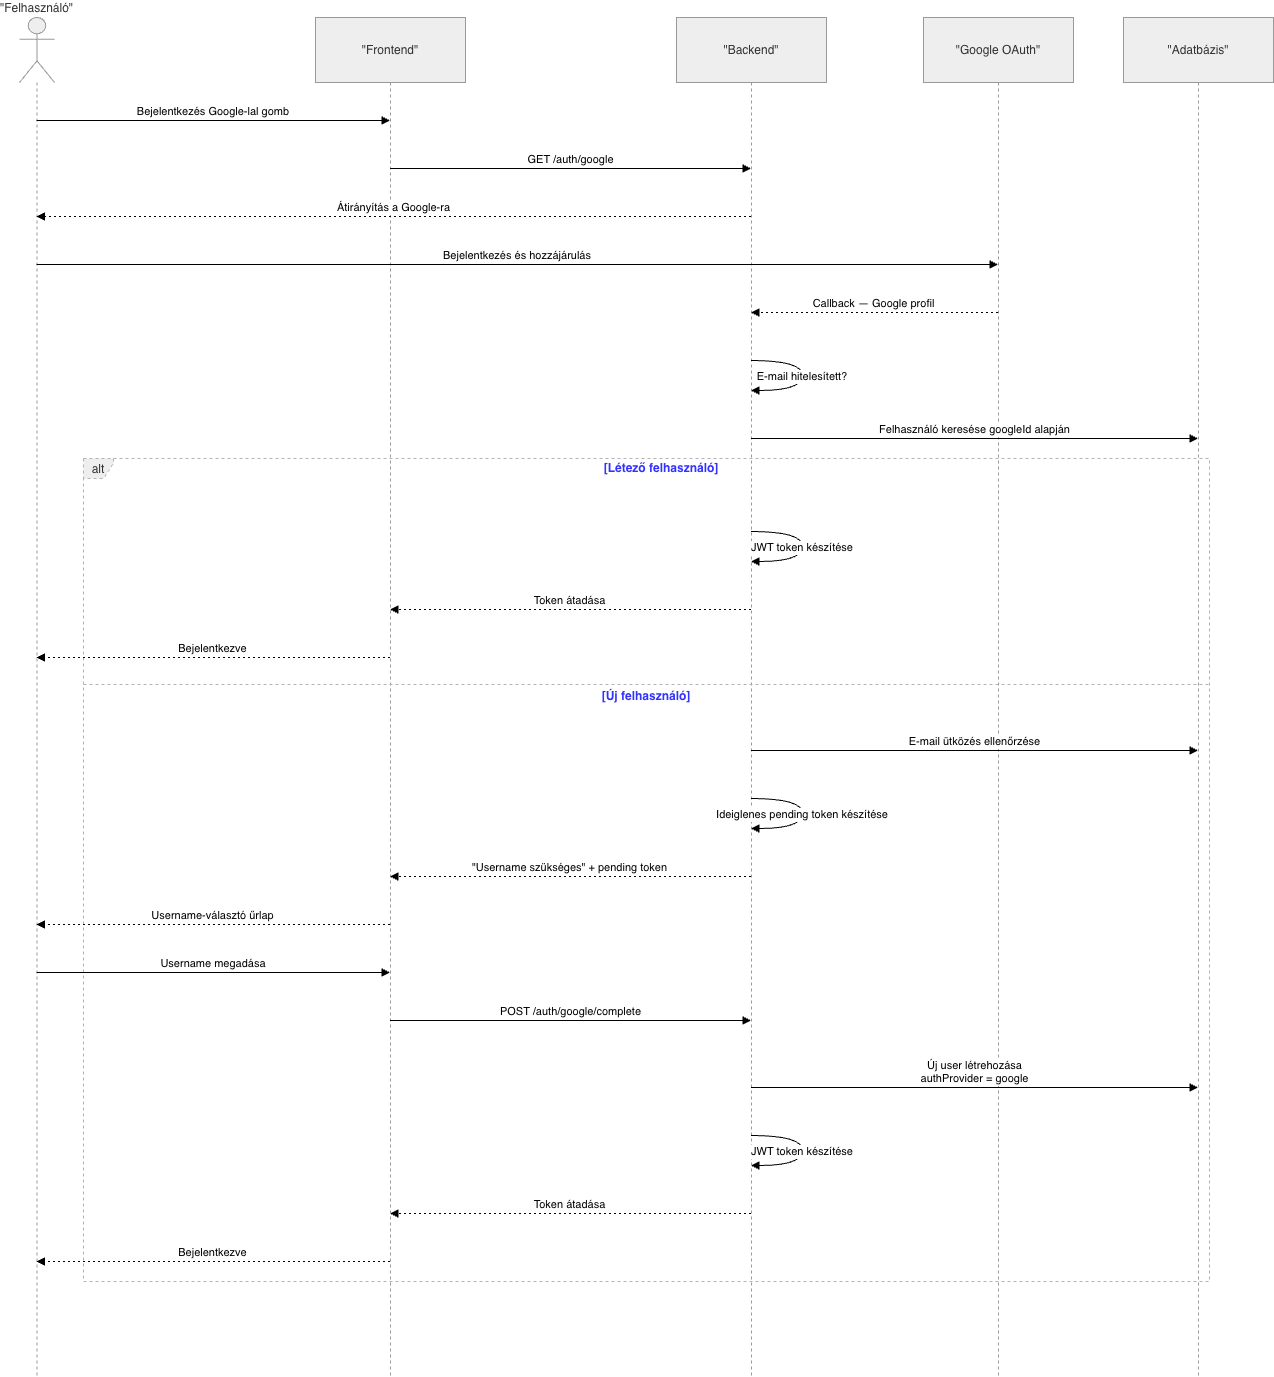 "Felhasználó"
"Frontend"
"Backend"
"Google OAuth"
"Adatbázis"
Bejelentkezés Google-lal gomb
GET /auth/google
Átirányítás a Google-ra
Bejelentkezés és hozzájárulás
Callback — Google profil
E-mail hitelesített?
Felhasználó keresése googleId alapján
alt
[Létező felhasználó]
JWT token készítése
Token átadása
Bejelentkezve
[Új felhasználó]
E-mail ütközés ellenőrzése
Ideiglenes pending token készítése
"Username szükséges" + pending token
Username-választó űrlap
Username megadása
POST /auth/google/complete
Új user létrehozása
authProvider = google
JWT token készítése
Token átadása
Bejelentkezve